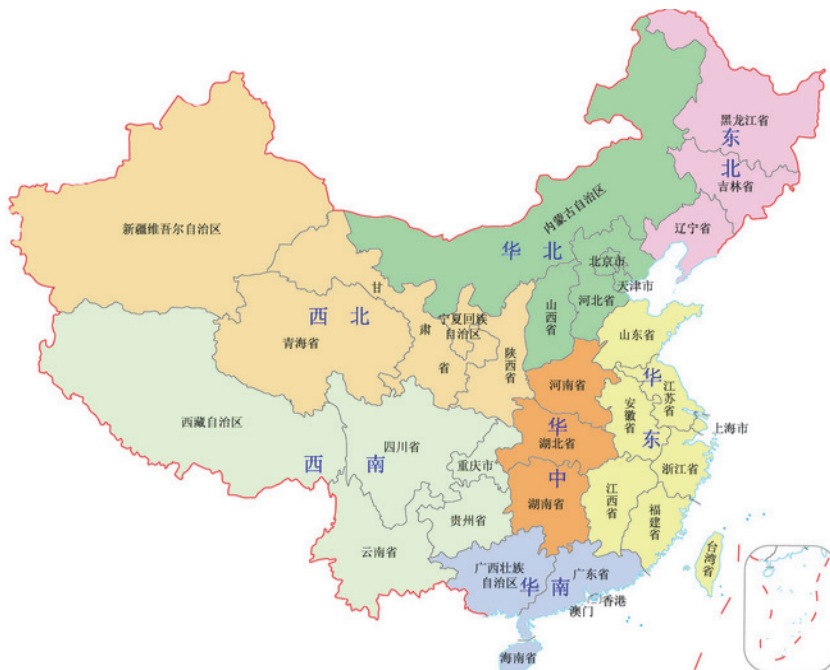 黑龙江省
东
北
吉林省
辽宁省
内蒙古自治区
新疆维吾尔自治区
华 北
北京市
天津市
河北省
山西省
甘
肃
省
西 北
宁夏回族
自治区
青海省
陕西省
山东省
河南省
华
江苏省
安徽省
上海市
西藏自治区
四川省
华
湖北省
东
西 南
重庆市
浙江省
中
湖南省
江西省
贵州省
福建省
云南省
台湾省
广西壮族
自治区
华 南
广东省
香港
澳门
海南省